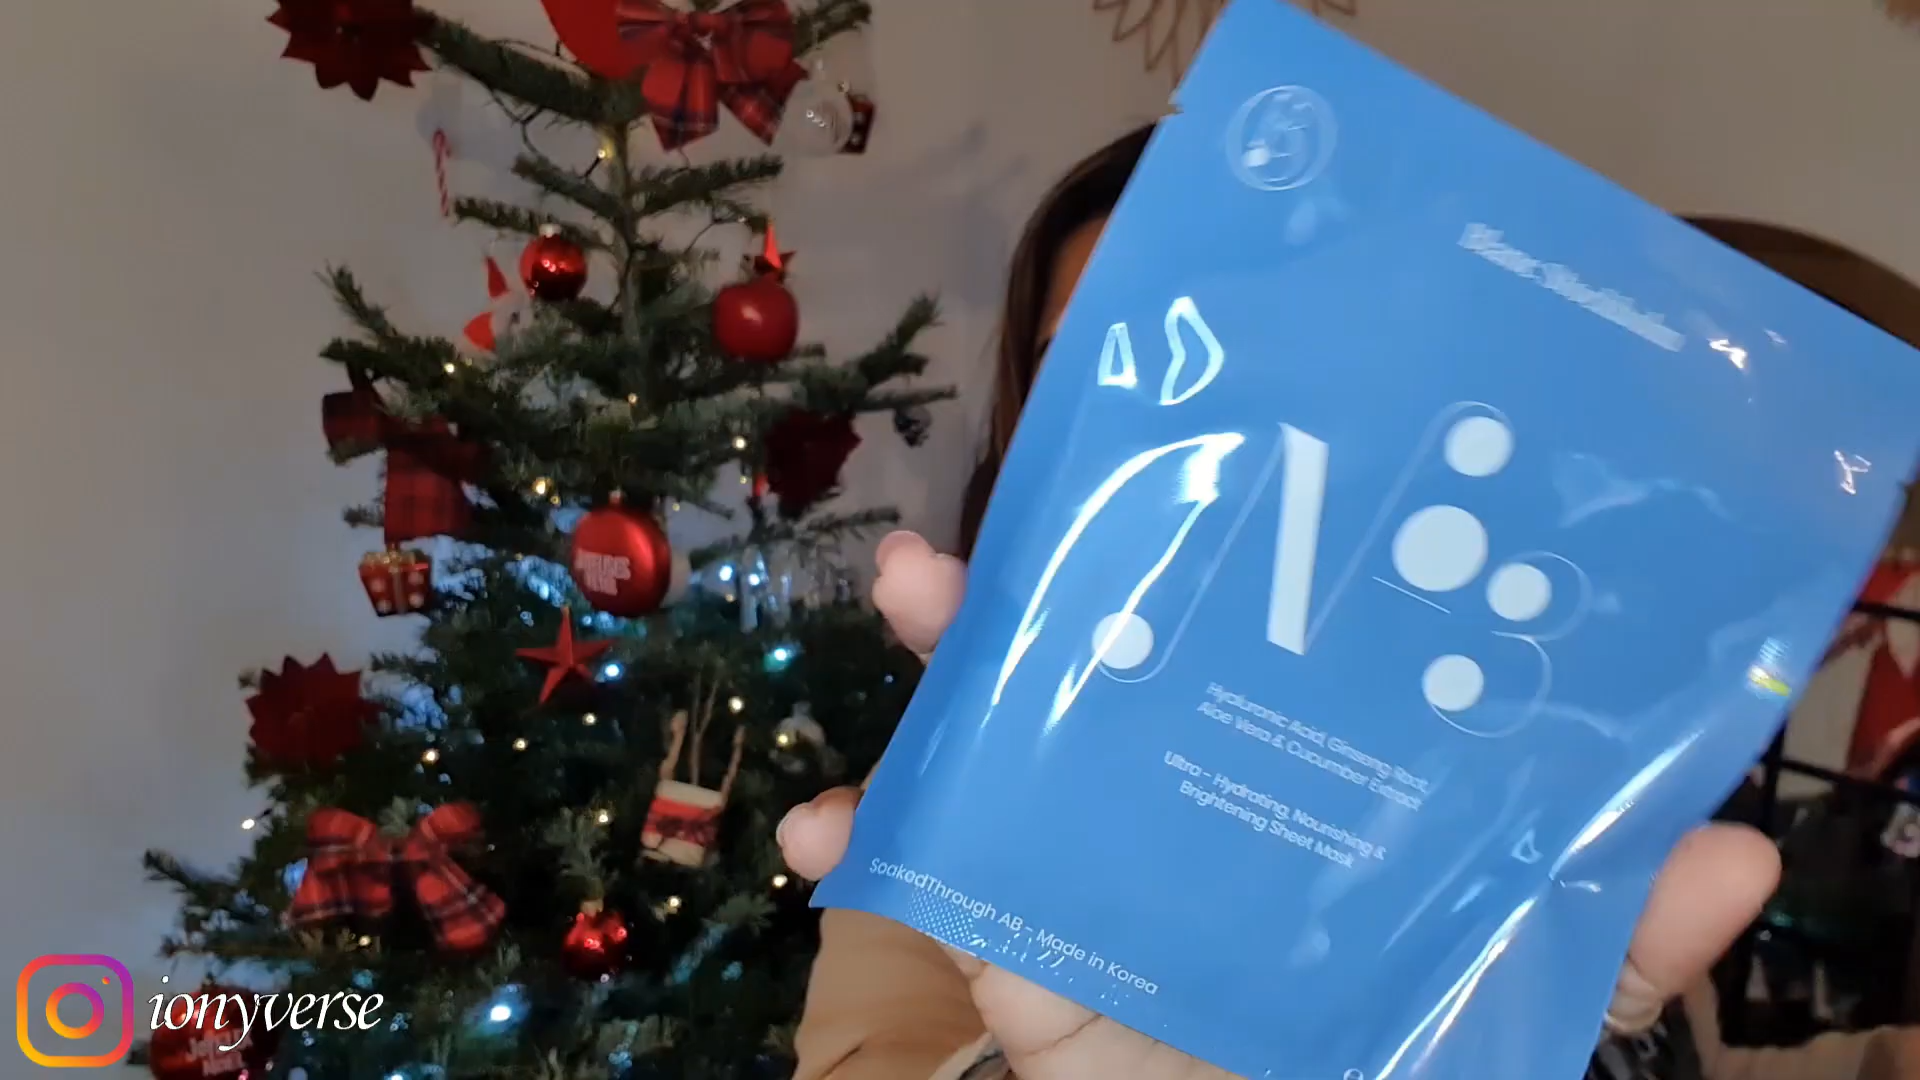 Hyaluronic Acid, Ginseng Root,
Aloe Vera & Cucumber Extract
Ultra - Hydrating, Nourishing &
Brightening Sheet Mask
SoakedThrough AB - Made in Korea
JOYEUSES
ionyverse